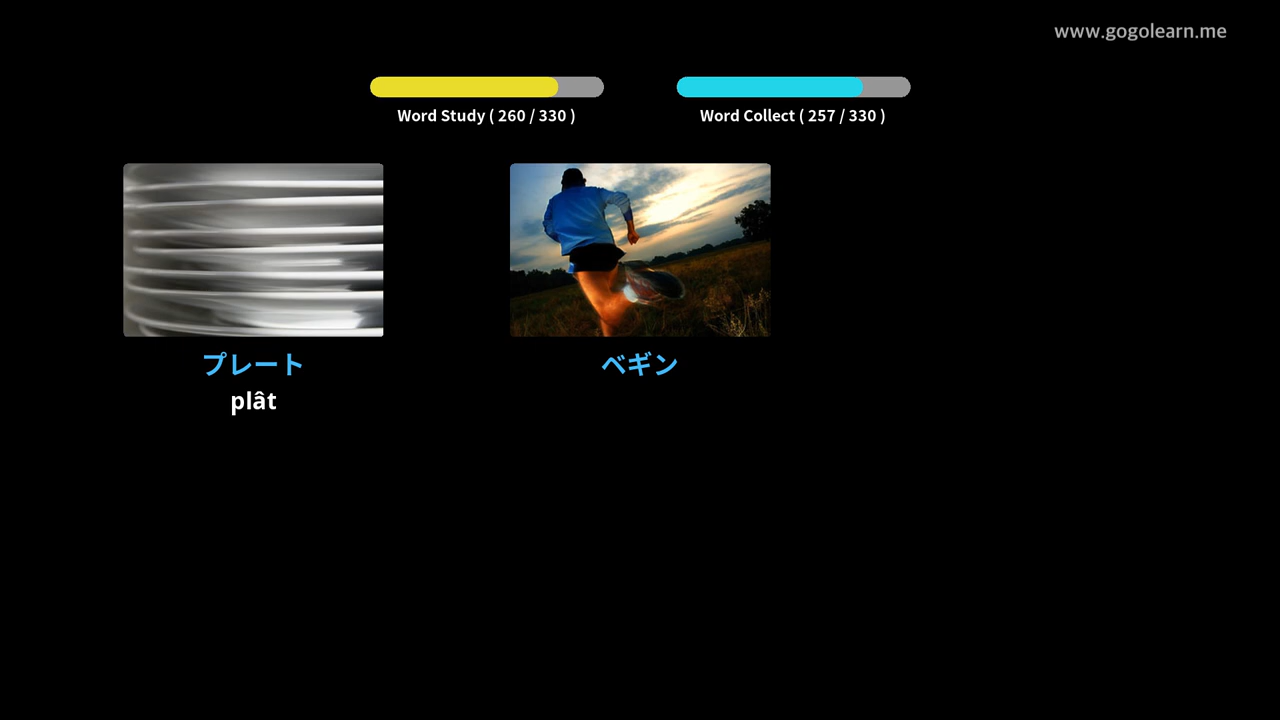 www.gogolearn.me
Word Study ( 260 / 330 )
Word Collect ( 257 / 330 )
プレート
ベギン
plât